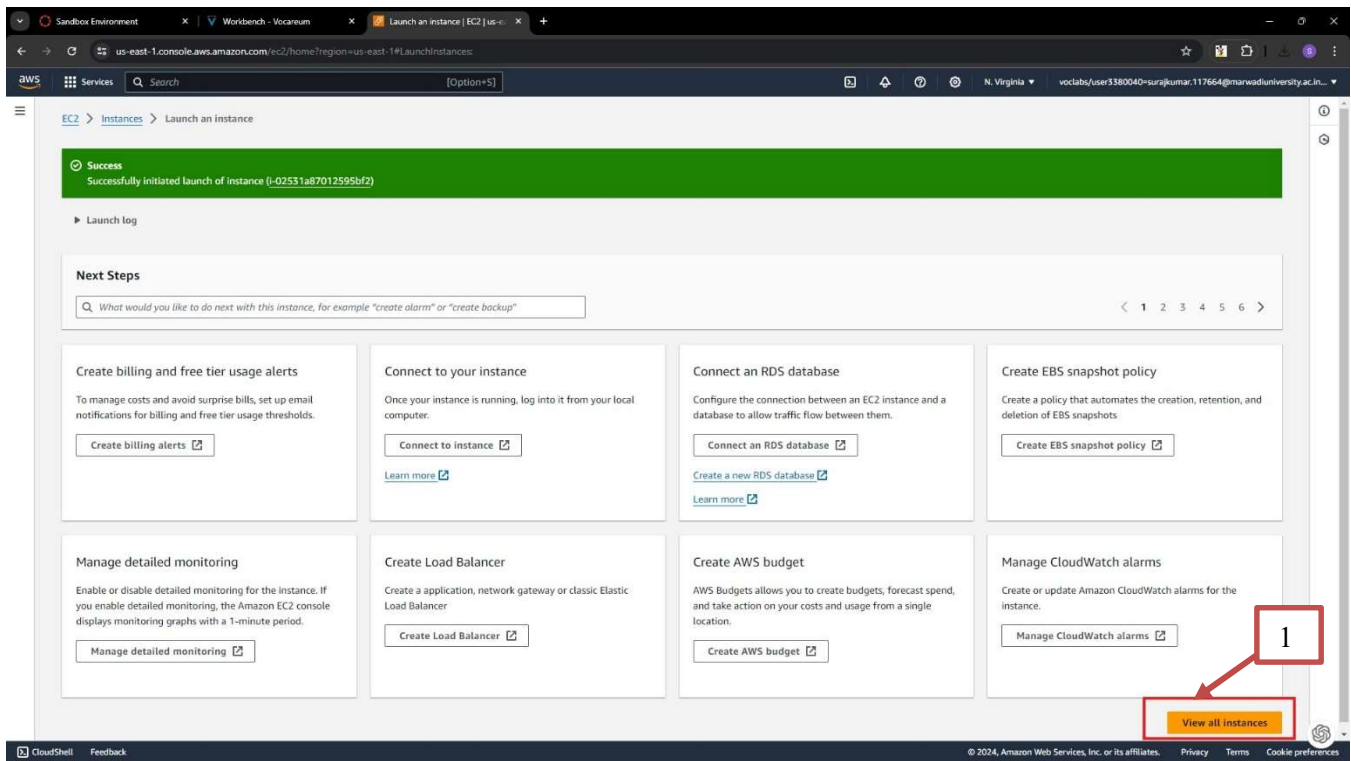 Sandbox Environment
Workbench - Vocareum
Launch an instance | EC2 | us-e
us-east-1.console.aws.amazon.com/ec2/home?region=us-east-1#LaunchInstances:
aws
Services
Search
[Option+S]
N. Virginia
voclabs/user3380040=surajkumar.117664@marwadiuniversity.ac.in...
EC2 > Instances > Launch an instance
Success
Successfully initiated launch of instance (i-02531a87012595bf2)
Launch log
Next Steps
What would you like to do next with this instance, for example "create alarm" or "create backup"
1 2 3 4 5 6
Create billing and free tier usage alerts
To manage costs and avoid surprise bills, set up email
notifications for billing and free tier usage thresholds.
Create billing alerts
Connect to your instance
Once your instance is running, log into it from your local
computer.
Connect to instance
Learn more
Connect an RDS database
Configure the connection between an EC2 instance and a
database to allow traffic flow between them.
Connect an RDS database
Create a new RDS database
Learn more
Create EBS snapshot policy
Create a policy that automates the creation, retention, and
deletion of EBS snapshots
Create EBS snapshot policy
Manage detailed monitoring
Enable or disable detailed monitoring for the instance. If
you enable detailed monitoring, the Amazon EC2 console
displays monitoring graphs with a 1-minute period.
Manage detailed monitoring
Create Load Balancer
Create a application, network gateway or classic Elastic
Load Balancer
Create Load Balancer
Create AWS budget
AWS Budgets allows you to create budgets, forecast spend,
and take action on your costs and usage from a single
location.
Create AWS budget
Manage CloudWatch alarms
Create or update Amazon CloudWatch alarms for the
instance.
Manage CloudWatch alarms
1
View all instances
CloudShell
Feedback
© 2024, Amazon Web Services, Inc. or its affiliates.
Privacy
Terms
Cookie preferences